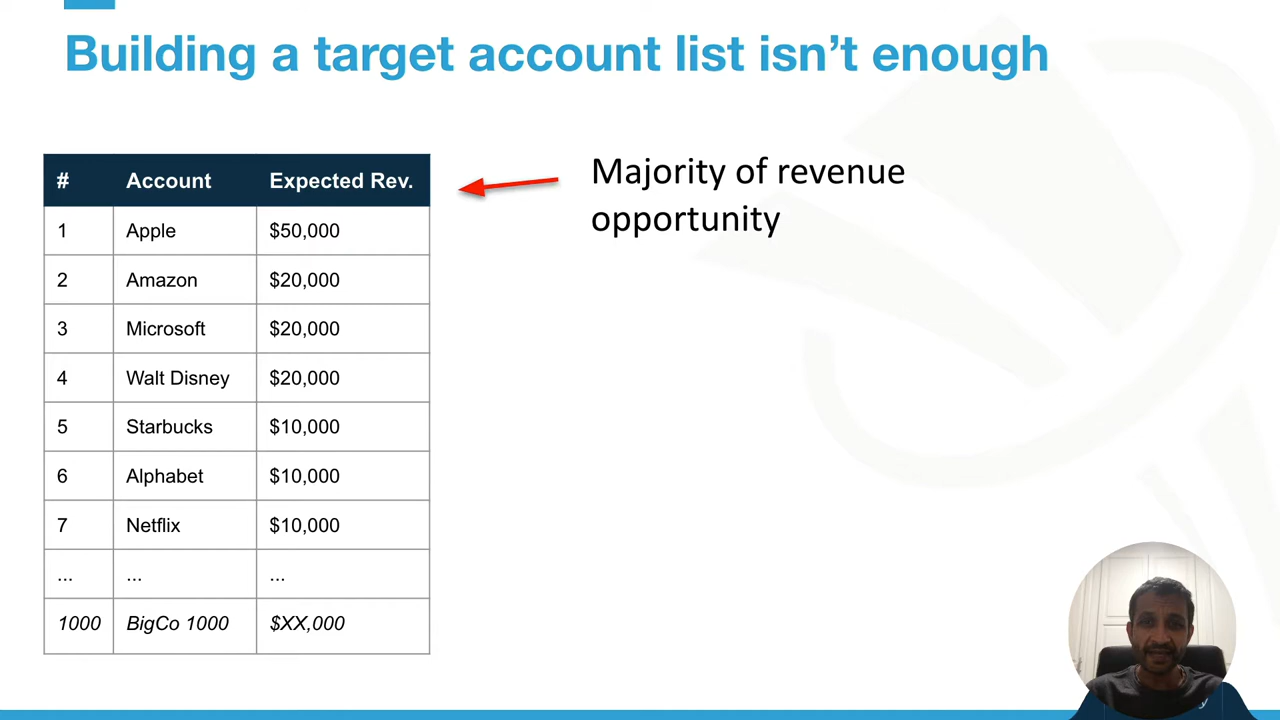 Building a target account list isn't enough
# Account Expected Rev.
1 Apple $50,000
2 Amazon $20,000
3 Microsoft $20,000
4 Walt Disney $20,000
5 Starbucks $10,000
6 Alphabet $10,000
7 Netflix $10,000
... ... ...
1000 BigCo 1000 $XX,000
Majority of revenue
opportunity